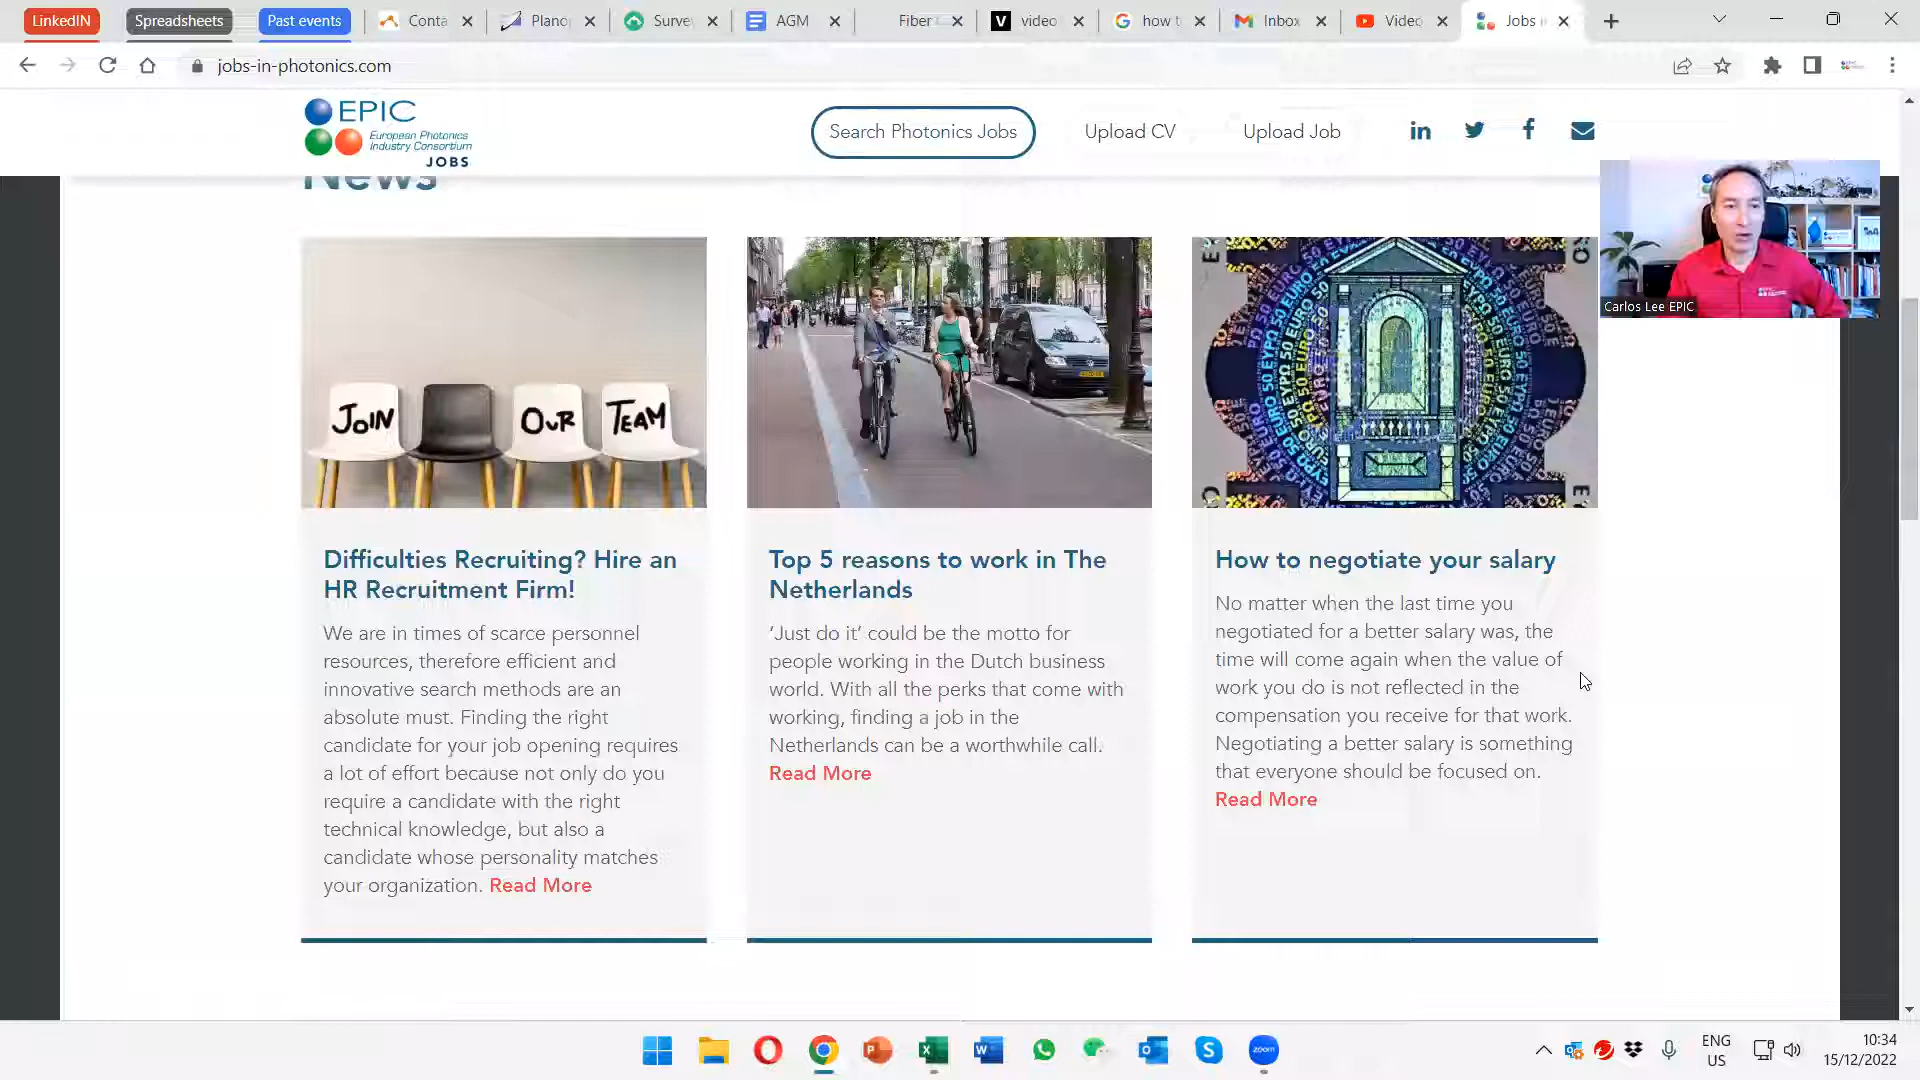 LinkedIN
Spreadsheets
Past events
Conta
Plano
Surve
AGM
Fiber
video
how t
Inbox
Video
Jobs i
jobs-in-photonics.com
EPIC
European Photonics
Industry Consortium
JOBS
Search Photonics Jobs
Upload CV
Upload Job
News
Carlos Lee EPIC
JOIN OUR TEAM
Difficulties Recruiting? Hire an
HR Recruitment Firm!
We are in times of scarce personnel
resources, therefore efficient and
innovative search methods are an
absolute must. Finding the right
candidate for your job opening requires
a lot of effort because not only do you
require a candidate with the right
technical knowledge, but also a
candidate whose personality matches
your organization. Read More
Top 5 reasons to work in The
Netherlands
‘Just do it’ could be the motto for
people working in the Dutch business
world. With all the perks that come with
working, finding a job in the
Netherlands can be a worthwhile call.
Read More
How to negotiate your salary
No matter when the last time you
negotiated for a better salary was, the
time will come again when the value of
work you do is not reflected in the
compensation you receive for that work.
Negotiating a better salary is something
that everyone should be focused on.
Read More
zoom
ENG
US
10:34
15/12/2022